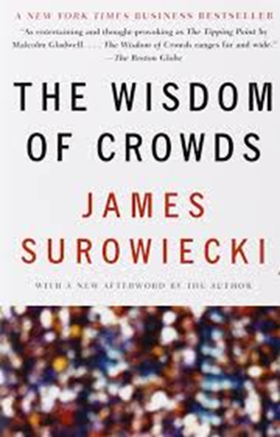 A NEW YORK TIMES BUSINESS BESTSELLER
"As entertaining and thought-provoking as The Tipping Point by
Malcolm Gladwell. . . . The Wisdom of Crowds ranges far and wide."
—The Boston Globe
THE WISDOM
OF CROWDS
JAMES
SUROWIECKI
WITH A NEW AFTERWORD BY THE AUTHOR